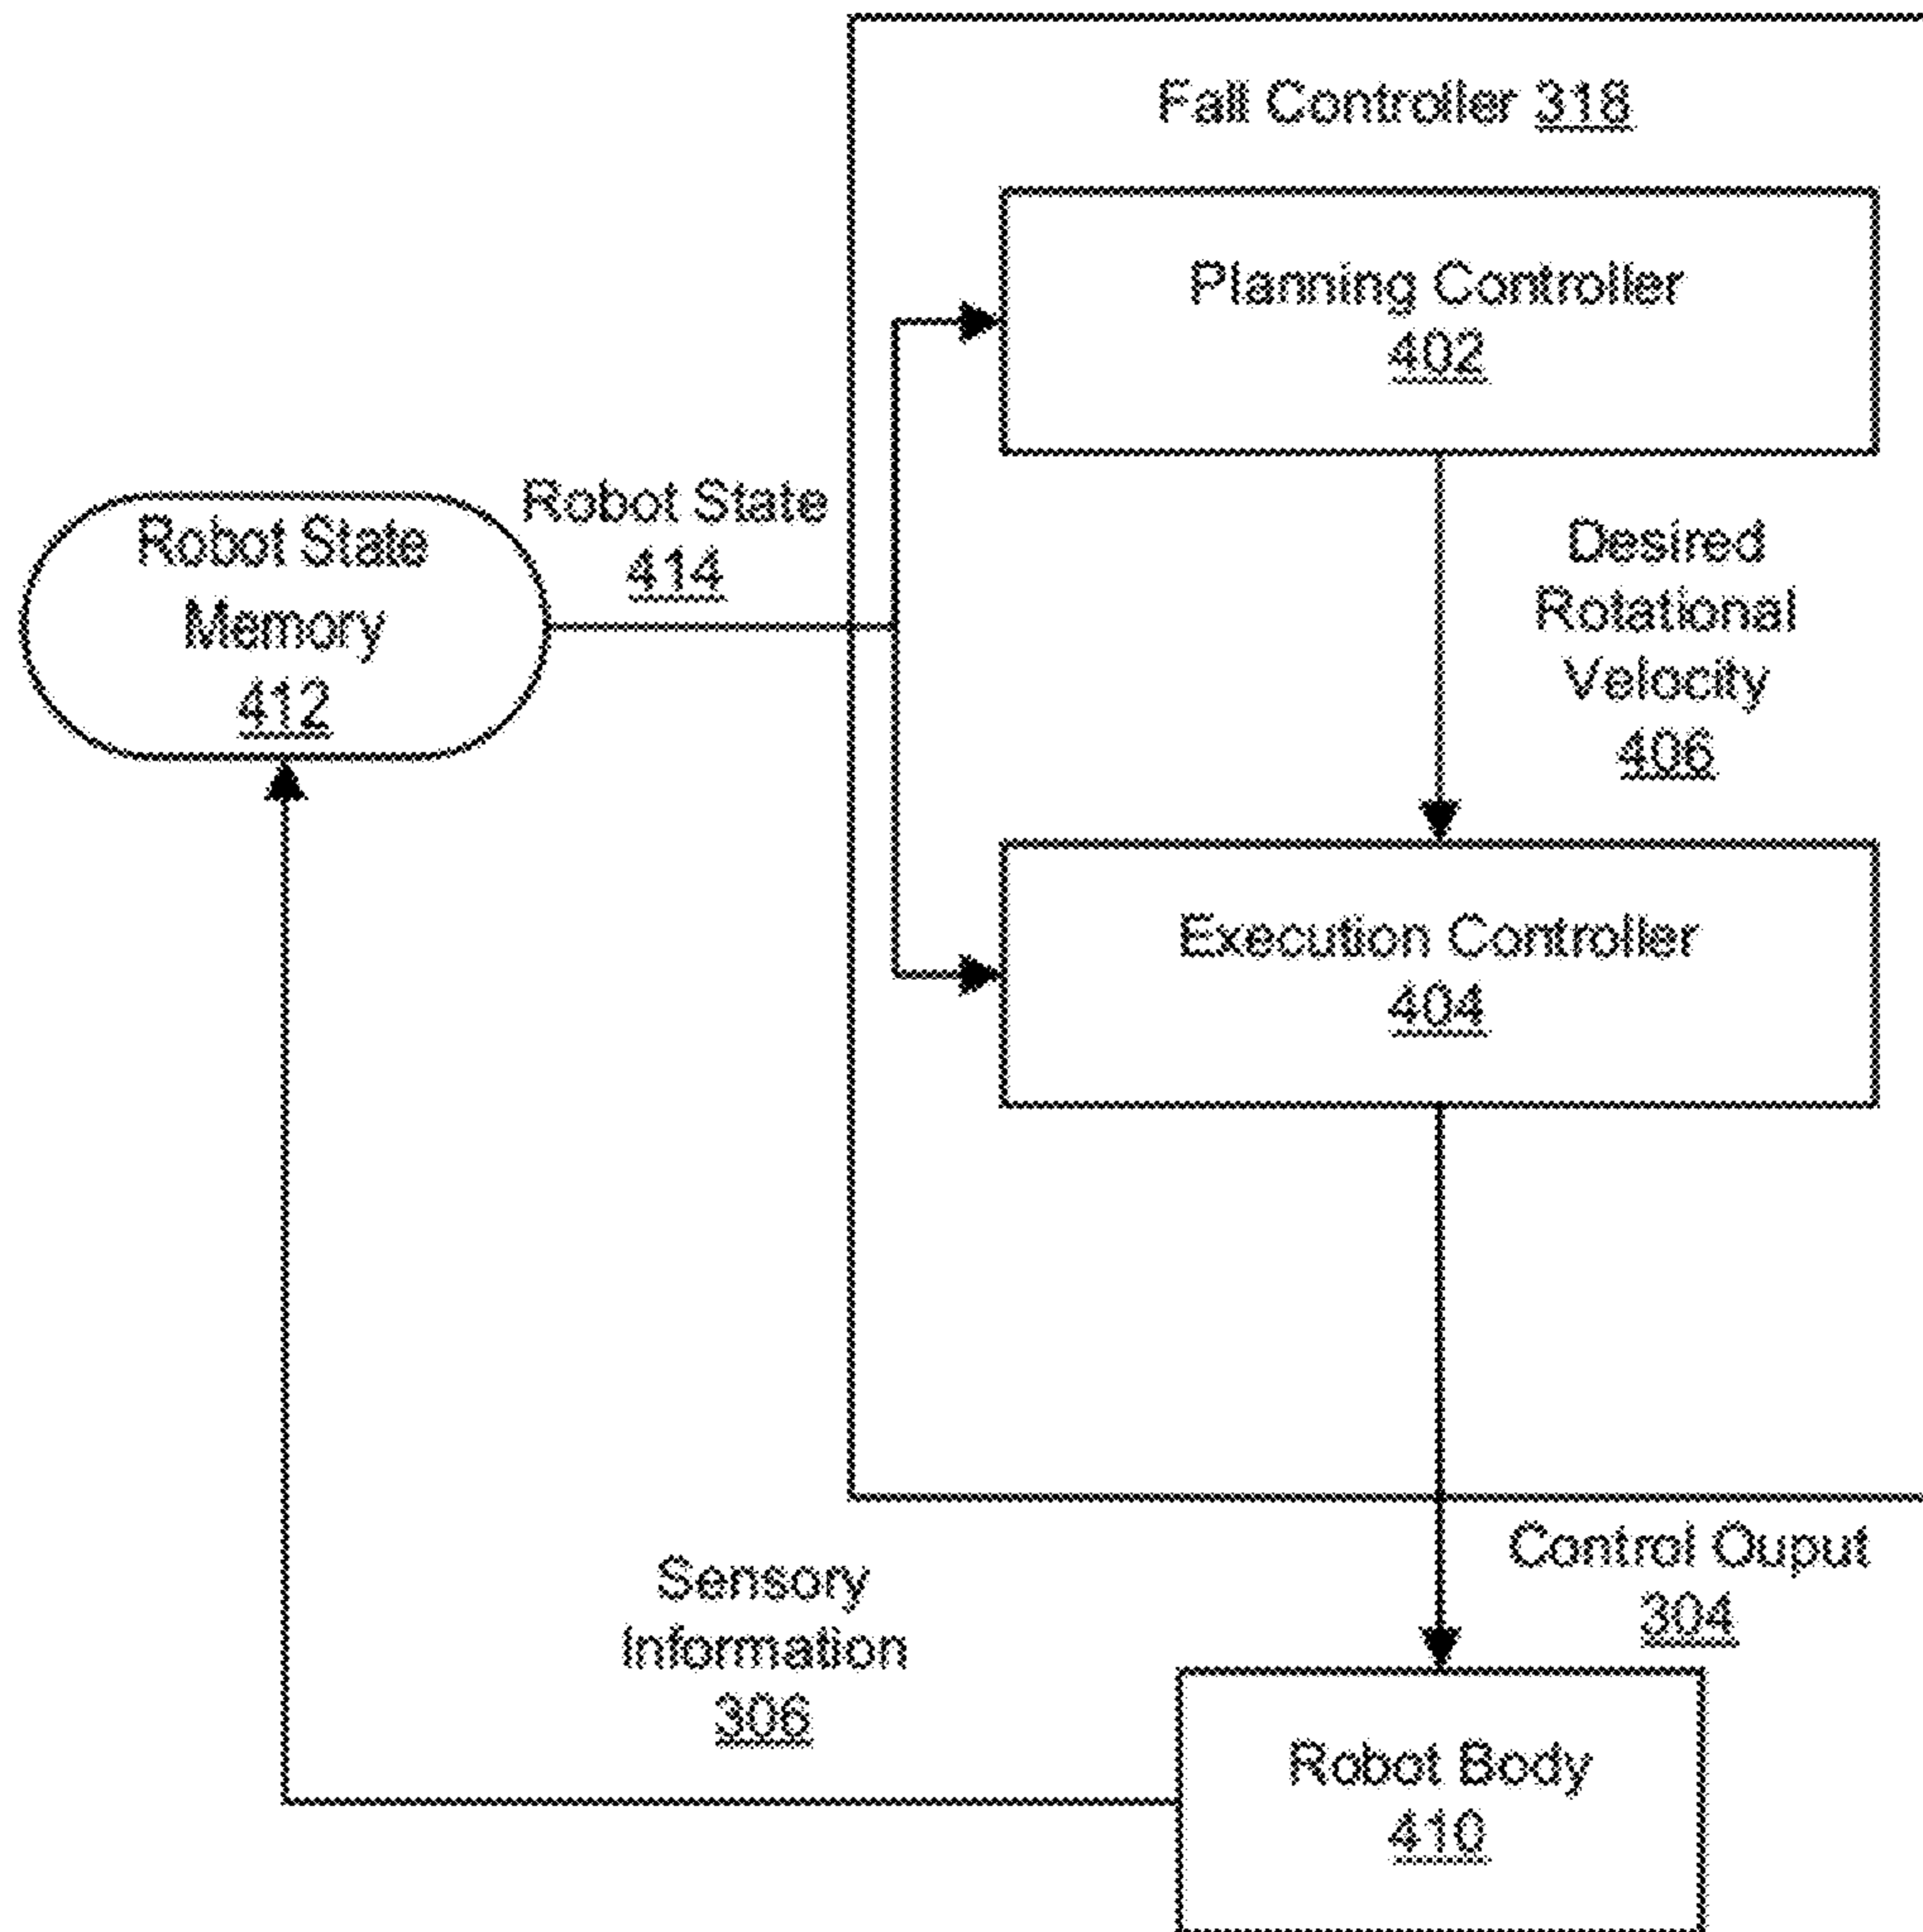 Fall Controller 318
Planning Controller
402
Robot State
414
Robot State
Memory
412
Desired
Rotational
Velocity
406
Execution Controller
404
Control Ouput
304
Sensory
Information
306
Robot Body
410